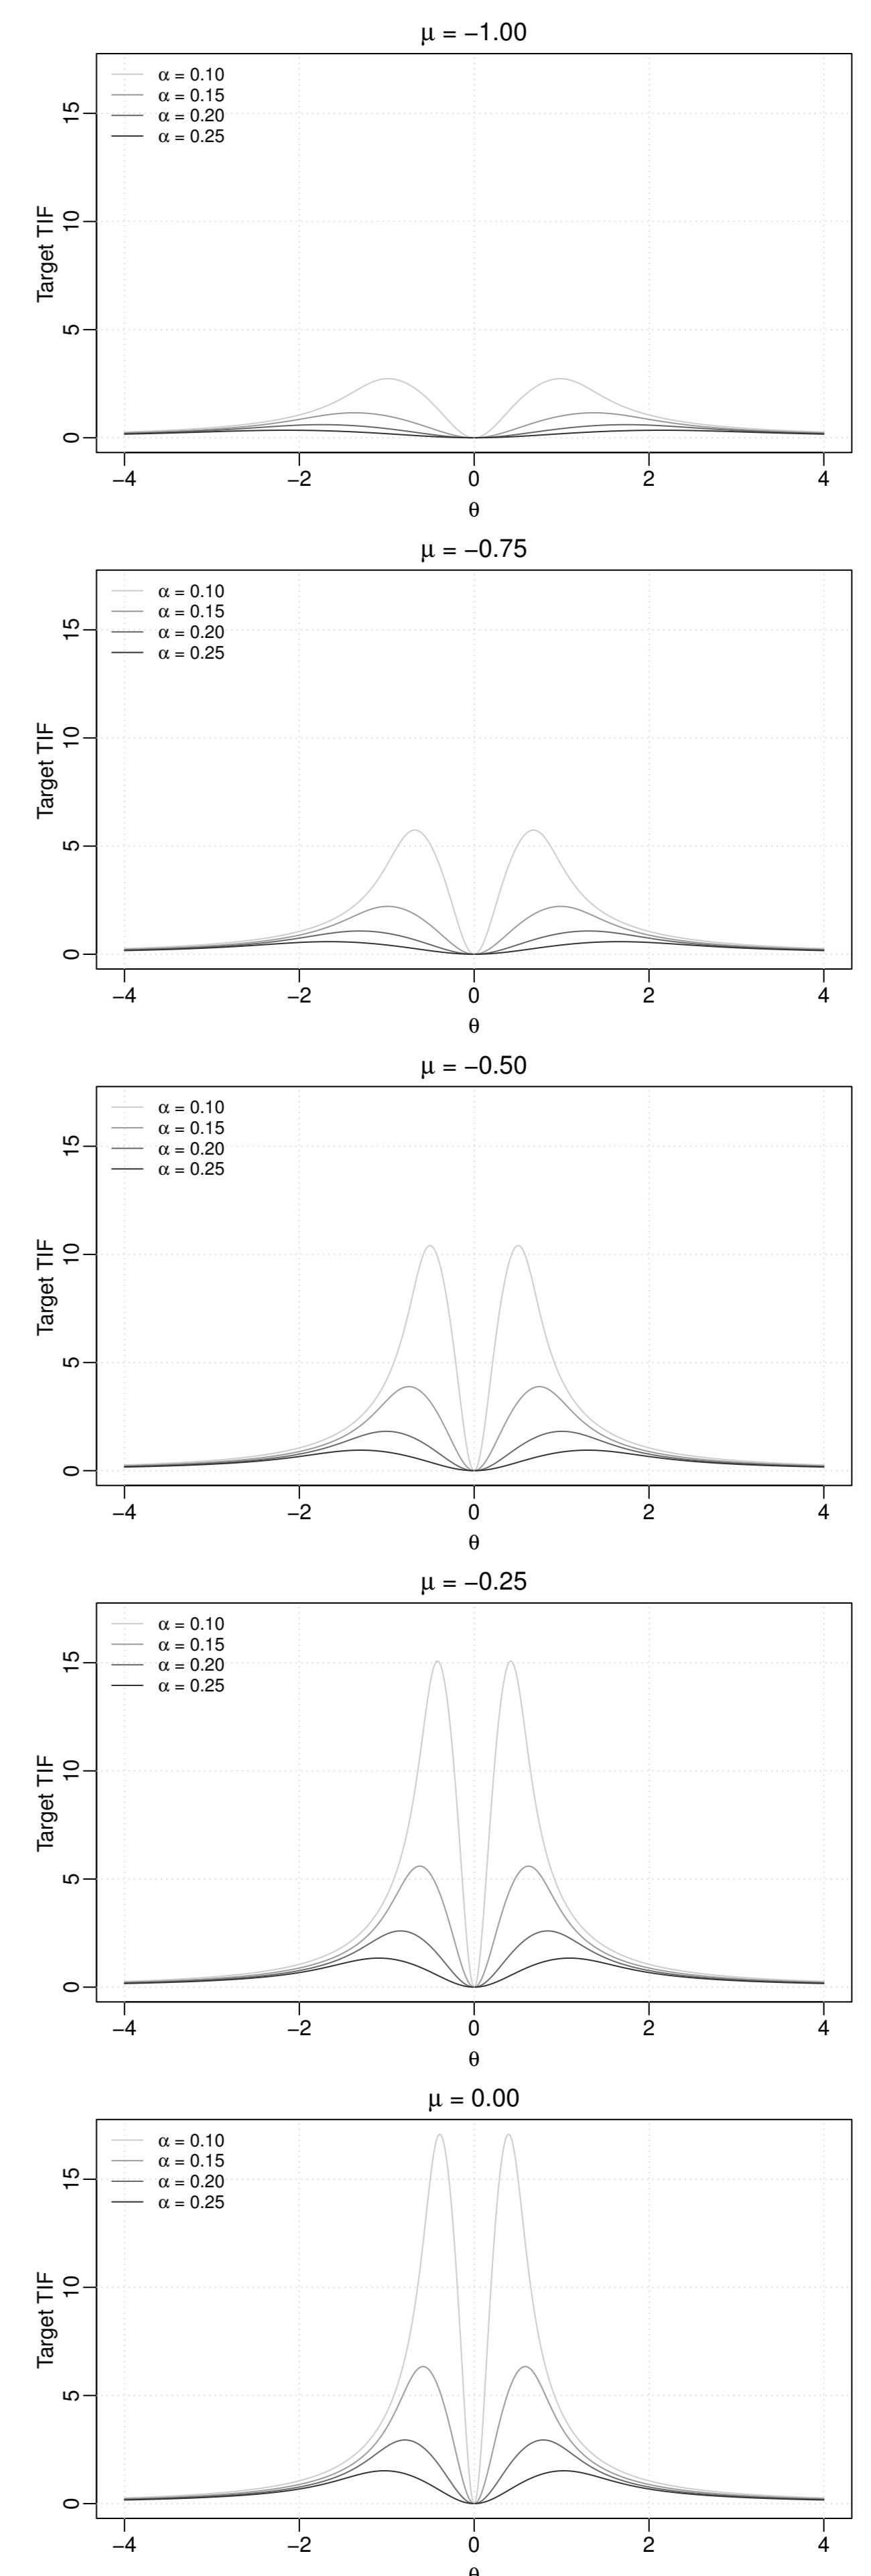 μ = −1.00
α = 0.10
α = 0.15
α = 0.20
α = 0.25
Target TIF
15
10
5
0
−4 −2 0 2 4
θ
μ = −0.75
α = 0.10
α = 0.15
α = 0.20
α = 0.25
Target TIF
15
10
5
0
−4 −2 0 2 4
θ
μ = −0.50
α = 0.10
α = 0.15
α = 0.20
α = 0.25
Target TIF
15
10
5
0
−4 −2 0 2 4
θ
μ = −0.25
α = 0.10
α = 0.15
α = 0.20
α = 0.25
Target TIF
15
10
5
0
−4 −2 0 2 4
θ
μ = 0.00
α = 0.10
α = 0.15
α = 0.20
α = 0.25
Target TIF
15
10
5
0
−4 −2 0 2 4
θ